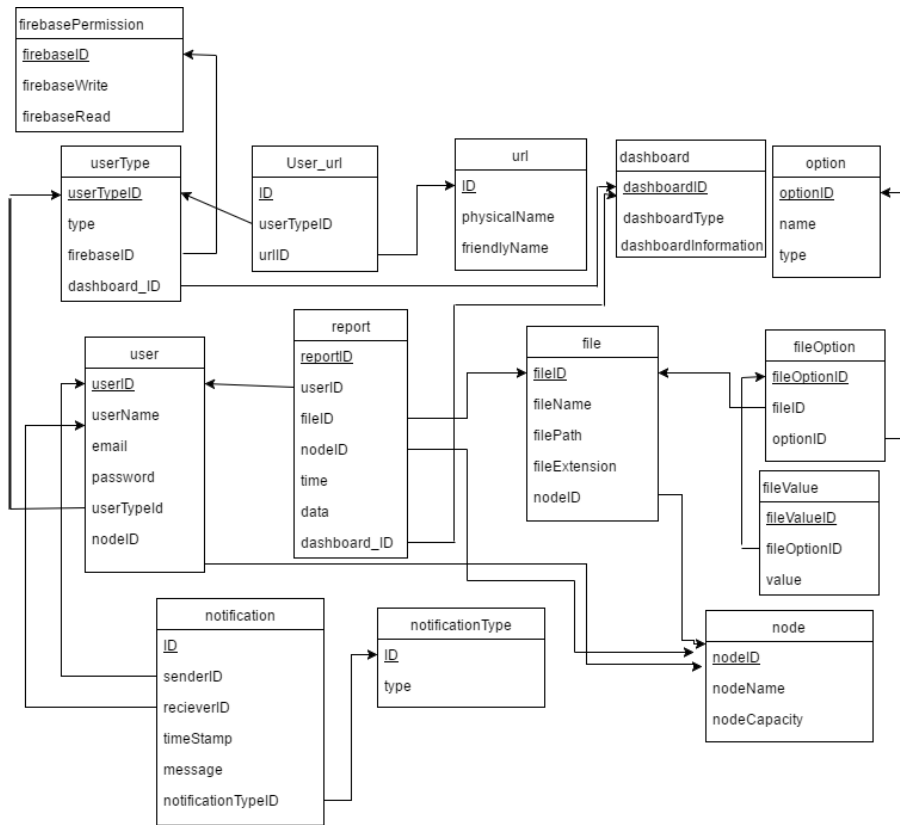 firebasePermission
firebaseID
firebaseWrite
firebaseRead
userType
userTypeID
type
firebaseID
dashboard_ID
User_url
ID
userTypeID
urlID
url
ID
physicalName
friendlyName
dashboard
dashboardID
dashboardType
dashboardInformation
option
optionID
name
type
user
userID
userName
email
password
userTypeId
nodeID
report
reportID
userID
fileID
nodeID
time
data
dashboard_ID
file
fileID
fileName
filePath
fileExtension
nodeID
fileOption
fileOptionID
fileID
optionID
fileValue
fileValueID
fileOptionID
value
notification
ID
senderID
recieverID
timeStamp
message
notificationTypeID
notificationType
ID
type
node
nodeID
nodeName
nodeCapacity